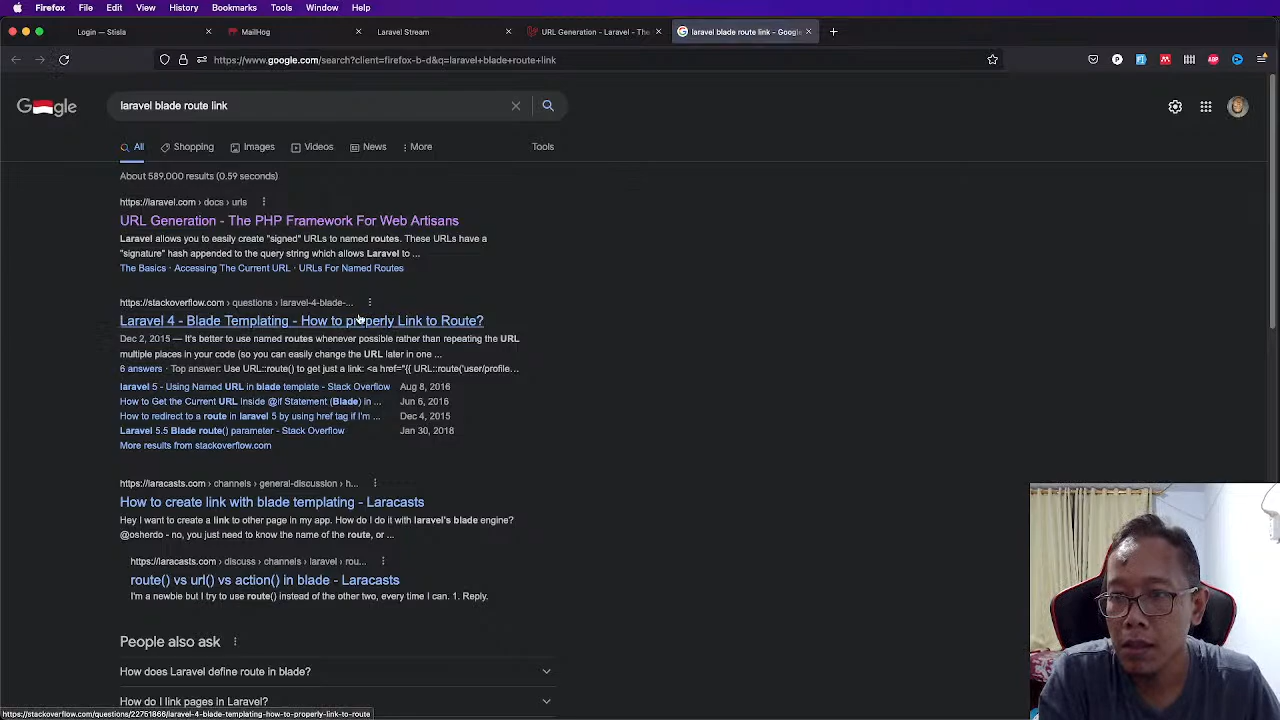 Firefox File Edit View History Bookmarks Tools Window Help
Login — Stisla
MailHog
Laravel Stream
URL Generation - Laravel - The
laravel blade route link - Google
https://www.google.com/search?client=firefox-b-d&q=laravel+blade+route+link
laravel blade route link
All Shopping Images Videos News More Tools
About 589,000 results (0.59 seconds)
https://laravel.com › docs › urls
URL Generation - The PHP Framework For Web Artisans
Laravel allows you to easily create "signed" URLs to named routes. These URLs have a
"signature" hash appended to the query string which allows Laravel to ...
The Basics · Accessing The Current URL · URLs For Named Routes
https://stackoverflow.com › questions › laravel-4-blade-...
Laravel 4 - Blade Templating - How to properly Link to Route?
Dec 2, 2015 — It's better to use named routes whenever possible rather than repeating the URL
multiple places in your code (so you can easily change the URL later in one ...
6 answers · Top answer: Use URL::route() to get just a link: <a href="{{ URL::route('user/profile...
laravel 5 - Using Named URL in blade template - Stack Overflow Aug 8, 2016
How to Get the Current URL Inside @if Statement (Blade) in ... Jun 6, 2016
How to redirect to a route in laravel 5 by using href tag if I'm ... Dec 4, 2015
Laravel 5.5 Blade route() parameter - Stack Overflow Jan 30, 2018
More results from stackoverflow.com
https://laracasts.com › channels › general-discussion › h...
How to create link with blade templating - Laracasts
Hey I want to create a link to other page in my app. How do I do it with laravel's blade engine?
@osherdo - no, you just need to know the name of the route, or ...
https://laracasts.com › discuss › channels › laravel › rou...
route() vs url() vs action() in blade - Laracasts
I'm a newbie but I try to use route() instead of the other two, every time I can. 1. Reply.
People also ask
How does Laravel define route in blade?
How do I link pages in Laravel?
https://stackoverflow.com/questions/22751866/laravel-4-blade-templating-how-to-properly-link-to-route